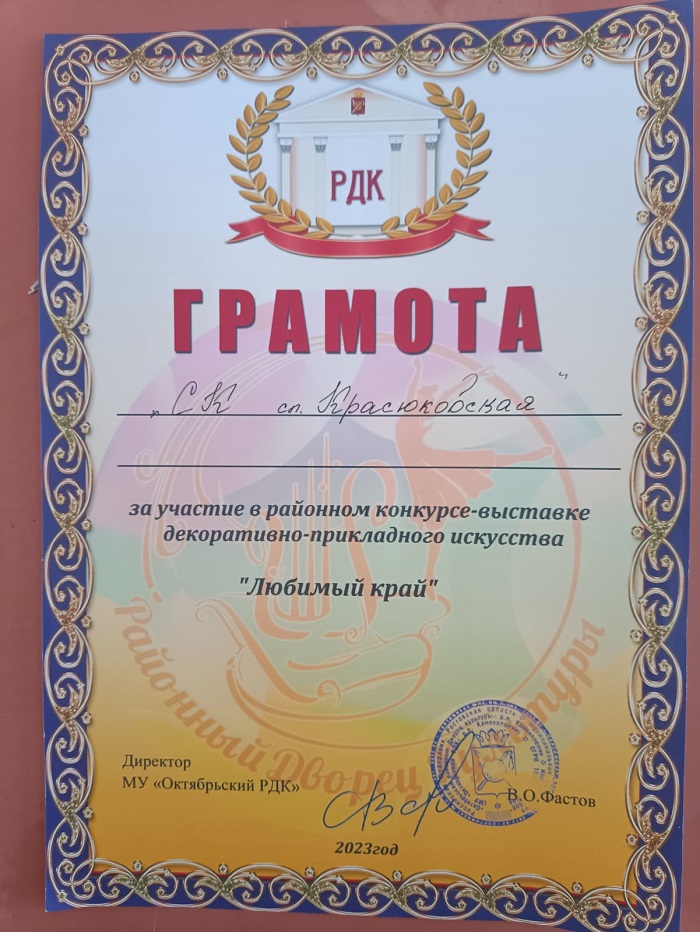 РДК
ГРАМОТА
„СК сп. Красюковская"
за участие в районном конкурсе-выставке
декоративно-прикладного искусства
"Любимый край"
Районный Дворец Культуры
Директор
МУ «Октябрьский РДК»
В.О.Фастов
2023год